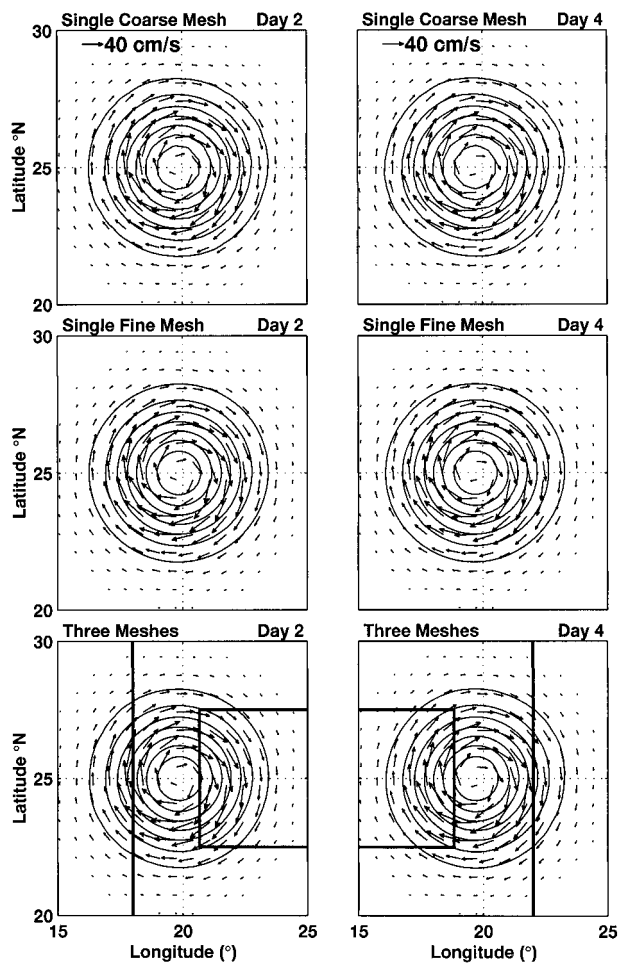 Single Coarse Mesh Day 2
Single Coarse Mesh Day 4
30
40 cm/s
40 cm/s
Latitude °N
25
20
Single Fine Mesh Day 2
Single Fine Mesh Day 4
30
Latitude °N
25
20
Three Meshes Day 2
Three Meshes Day 4
30
Latitude °N
25
20
15 20 25
15 20 25
Longitude (°)
Longitude (°)